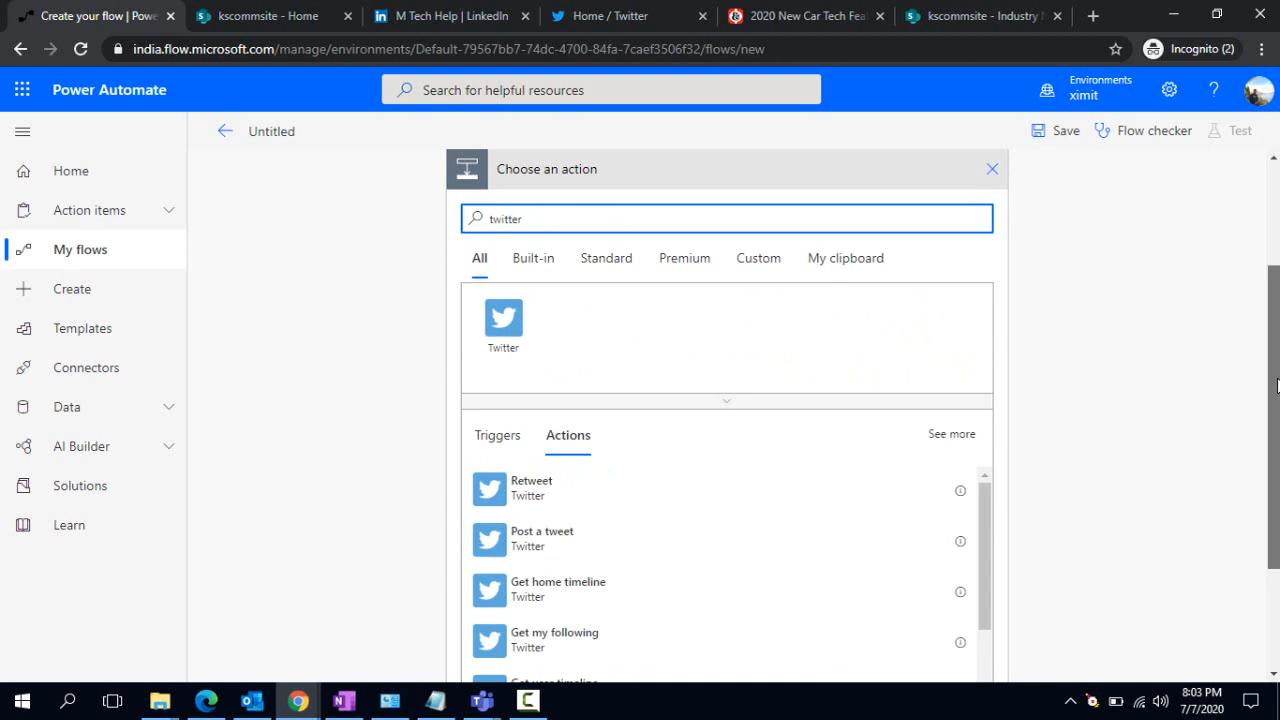 Create your flow | Power
kscommsite - Home
M Tech Help | LinkedIn
Home / Twitter
2020 New Car Tech Fea
kscommsite - Industry N
india.flow.microsoft.com/manage/environments/Default-79567bb7-74dc-4700-84fa-7caef3506f32/flows/new
Incognito (2)
Power Automate
Search for helpful resources
Environments
ximit
Untitled
Save
Flow checker
Test
Home
Action items
My flows
Create
Templates
Connectors
Data
AI Builder
Solutions
Learn
Choose an action
twitter
All
Built-in
Standard
Premium
Custom
My clipboard
Twitter
Triggers
Actions
See more
Retweet
Twitter
Post a tweet
Twitter
Get home timeline
Twitter
Get my following
Twitter
Get user timeline
8:03 PM
7/7/2020